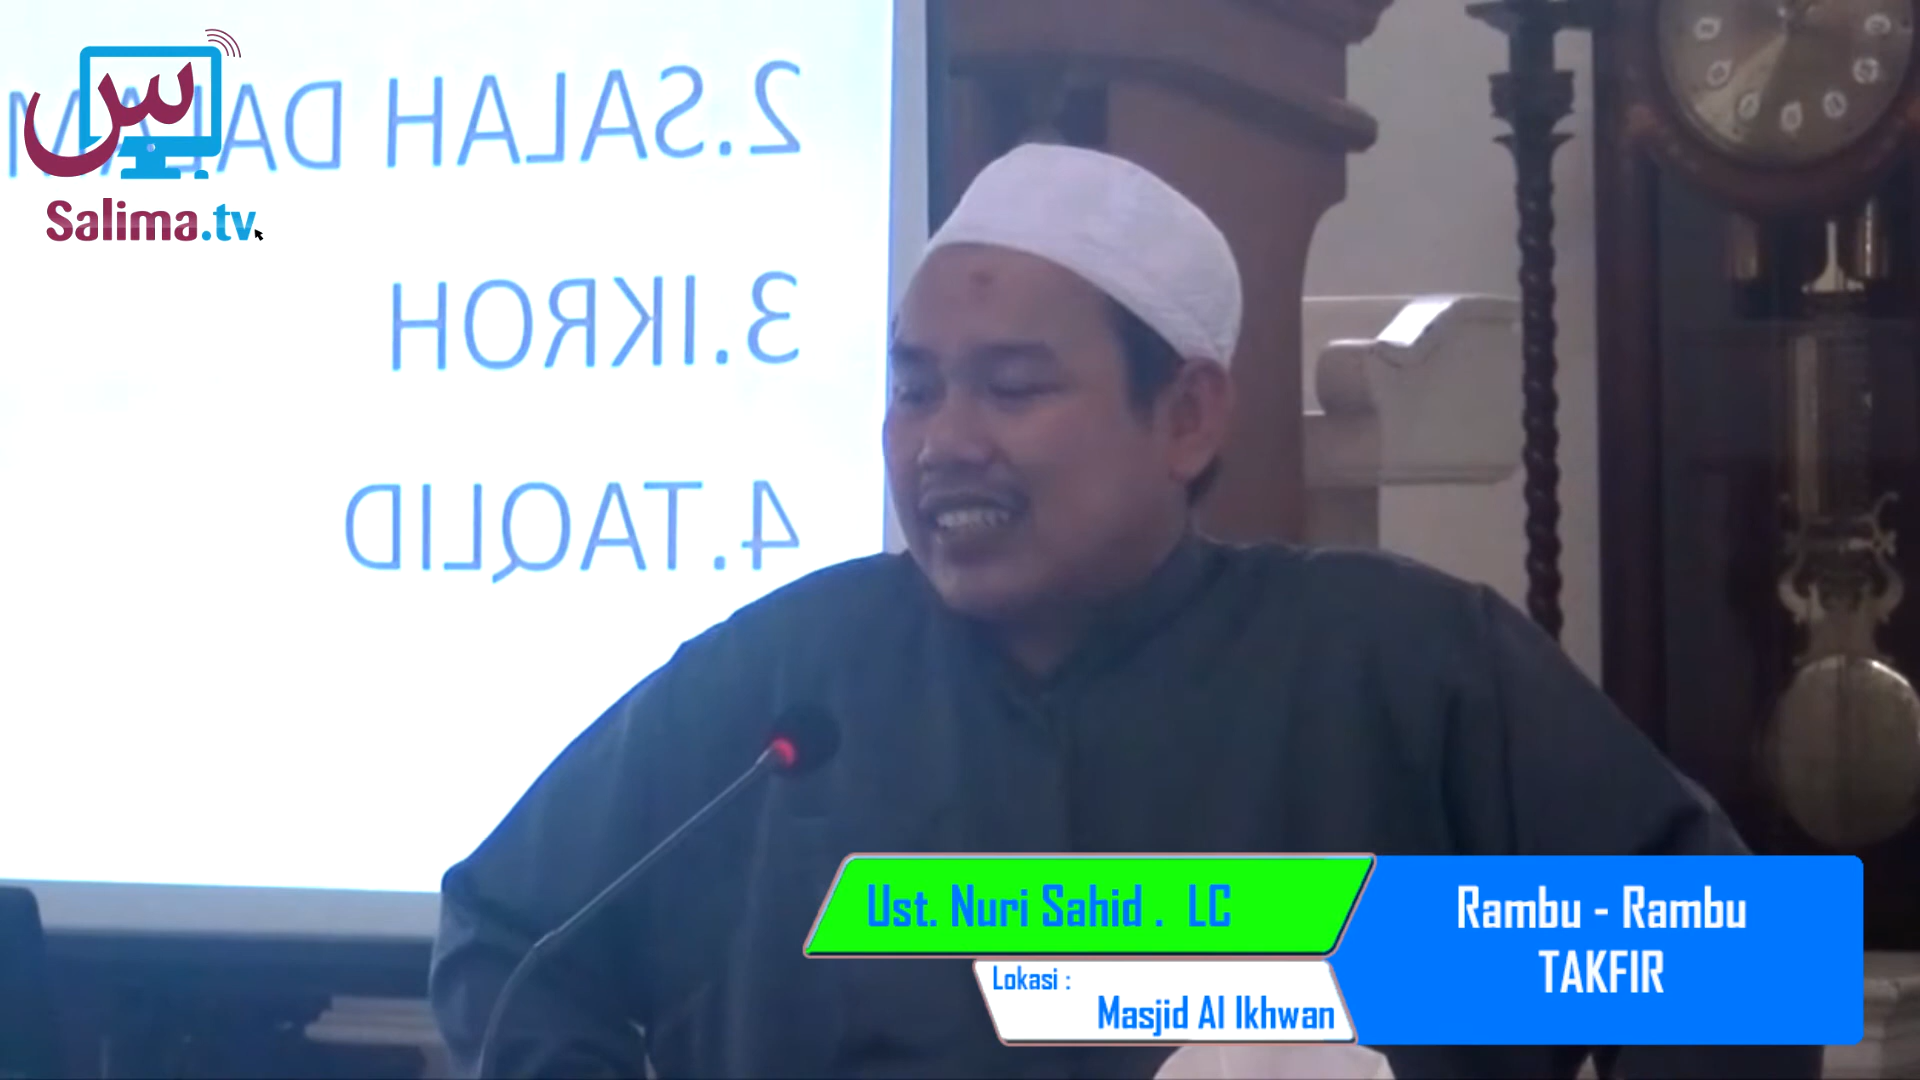 س
Salima.tv
2.SALAH DALAM
3.IKROH
4.TAQLID
Ust. Nuri Sahid . LC
Rambu - Rambu
TAKFIR
Lokasi :
Masjid Al Ikhwan